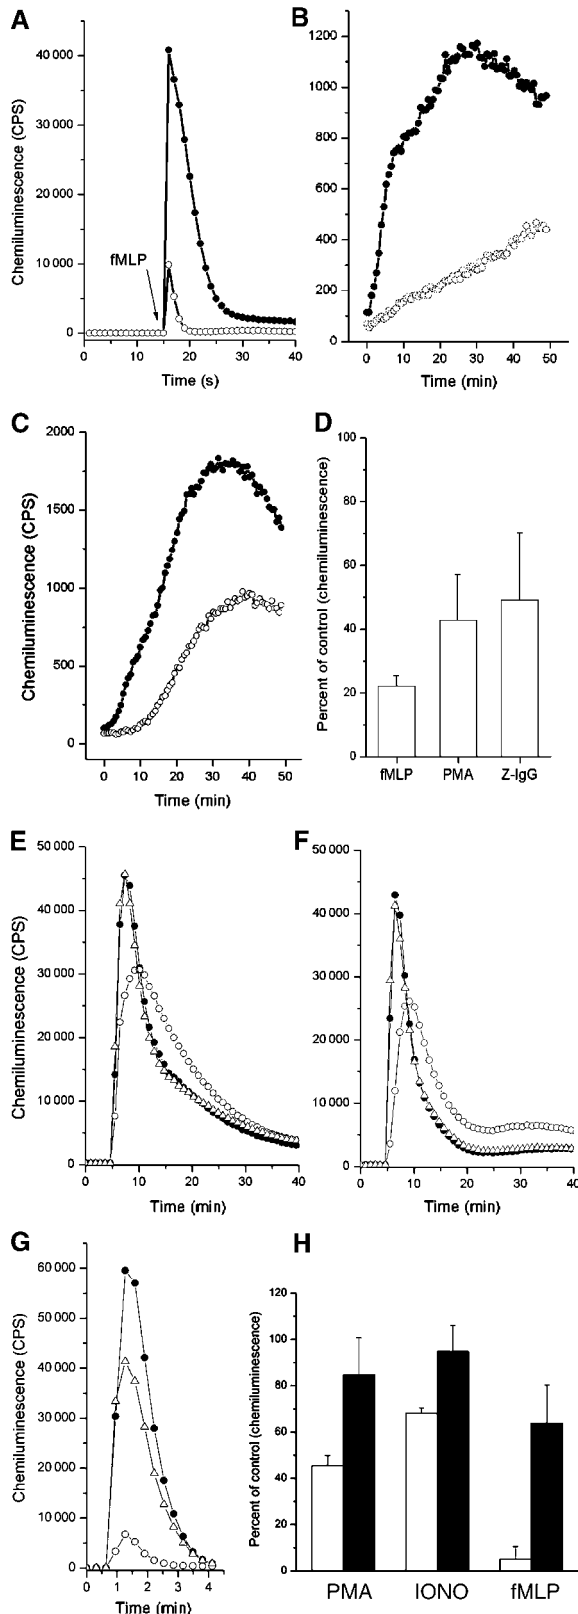 A
Chemiluminescence (CPS)
40 000
30 000
20 000
10 000
0
fMLP
0 10 20 30 40
Time (s)
B
1200
1000
800
600
400
200
0
0 10 20 30 40 50
Time (min)
C
Chemiluminescence (CPS)
2000
1500
1000
500
0
0 10 20 30 40 50
Time (min)
D
Percent of control (chemiluminescence)
100
80
60
40
20
0
fMLP PMA Z-IgG
E
Chemiluminescence (CPS)
50 000
40 000
30 000
20 000
10 000
0
0 10 20 30 40
Time (min)
F
50 000
40 000
30 000
20 000
10 000
0
0 10 20 30 40
Time (min)
G
Chemiluminescence (CPS)
60 000
50 000
40 000
30 000
20 000
10 000
0
0 1 2 3 4
Time (min)
H
Percent of control (chemiluminescence)
120
100
80
60
40
20
0
PMA IONO fMLP